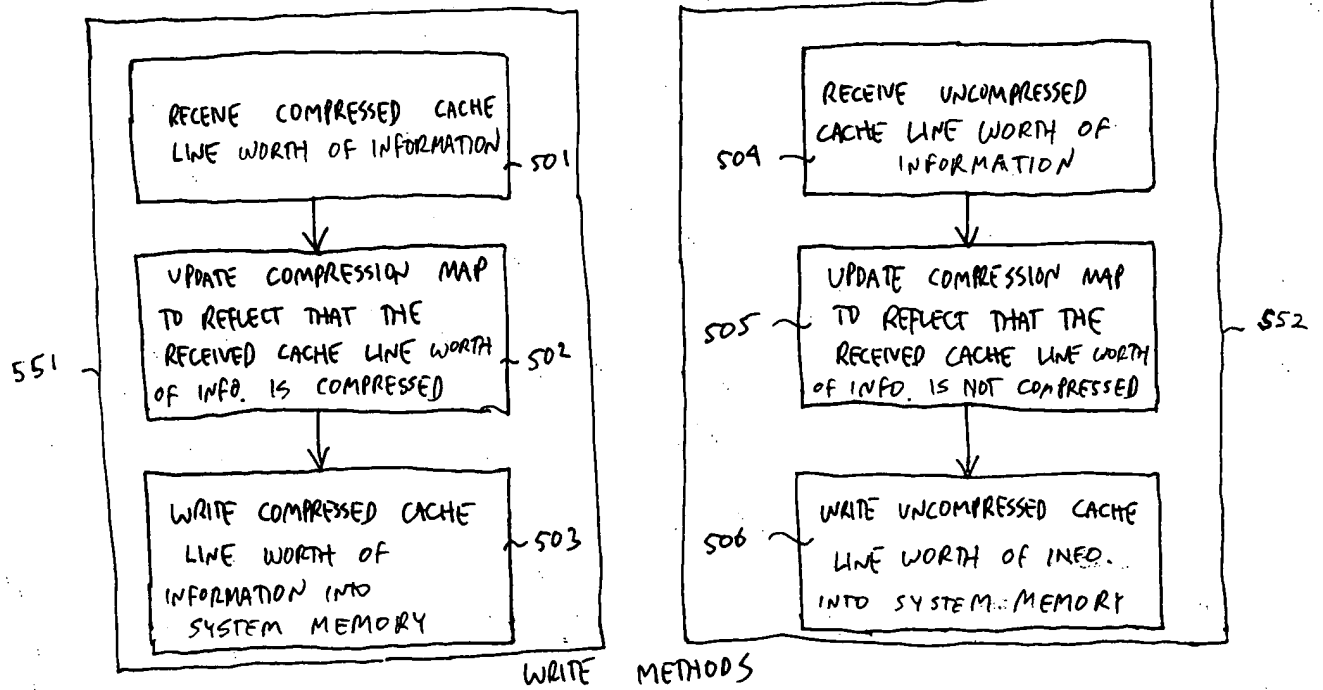 RECEIVE COMPRESSED CACHE
LINE WORTH OF INFORMATION
501
UPDATE COMPRESSION MAP
TO REFLECT THAT THE
RECEIVED CACHE LINE WORTH
OF INFO. IS COMPRESSED
502
551
WRITE COMPRESSED CACHE
LINE WORTH OF
INFORMATION INTO
SYSTEM MEMORY
503
RECEIVE UNCOMPRESSED
CACHE LINE WORTH OF
INFORMATION
504
UPDATE COMPRESSION MAP
TO REFLECT THAT THE
RECEIVED CACHE LINE WORTH
OF INFO. IS NOT COMPRESSED
505
552
WRITE UNCOMPRESSED CACHE
LINE WORTH OF INFO.
INTO SYSTEM MEMORY
506
WRITE METHODS